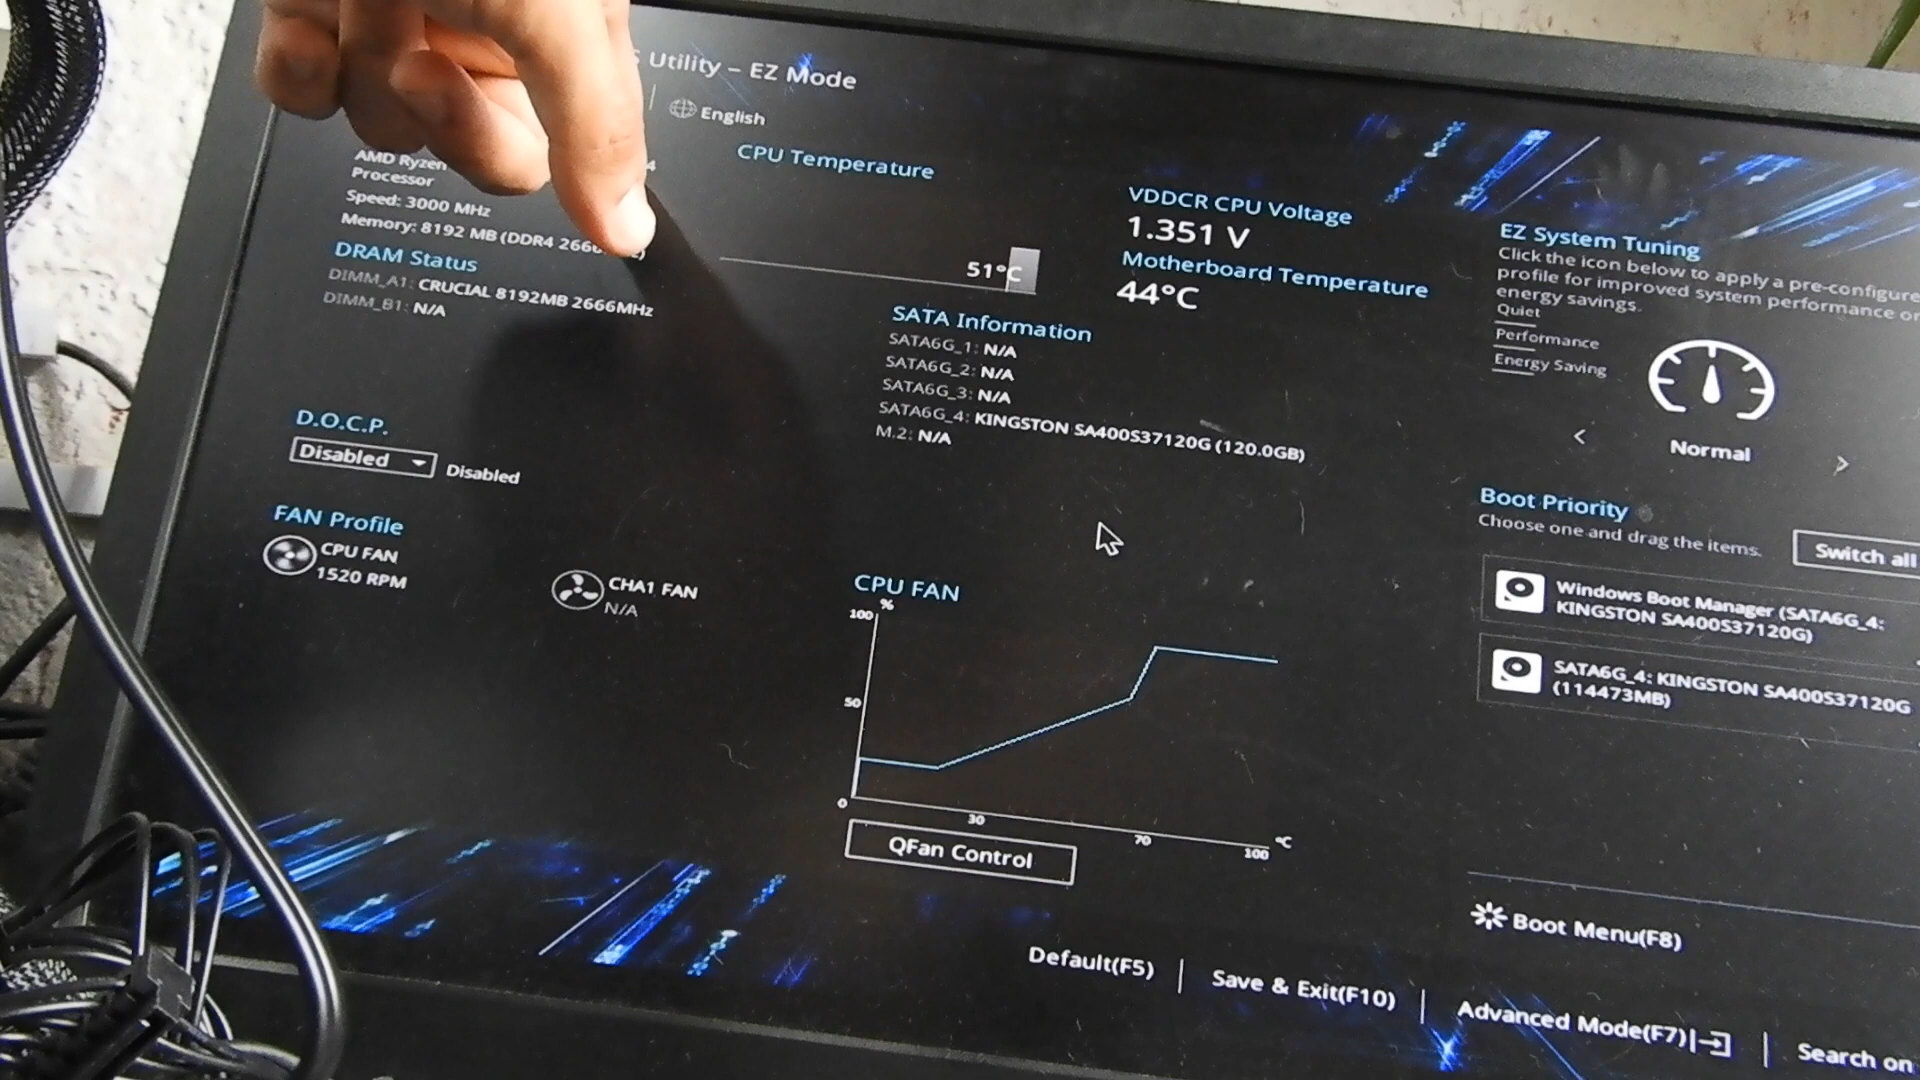 Utility – EZ Mode
English
AMD Ryzen
Processor
Speed: 3000 MHz
Memory: 8192 MB (DDR4
DRAM Status
DIMM_A1: CRUCIAL 8192MB 2666MHz
DIMM_B1: N/A
CPU Temperature
51°C
VDDCR CPU Voltage
1.351 V
Motherboard Temperature
44°C
SATA Information
SATA6G_1: N/A
SATA6G_2: N/A
SATA6G_3: N/A
SATA6G_4: KINGSTON SA400S37120G (120.0GB)
M.2: N/A
EZ System Tuning
Click the icon below to apply a pre-configure
profile for improved system performance or
energy savings.
Quiet
Performance
Energy Saving
<
Normal
>
D.O.C.P.
Disabled
Disabled
FAN Profile
CPU FAN
1520 RPM
CHA1 FAN
N/A
CPU FAN
%
100
50
0
30
70
100
°C
QFan Control
Boot Priority
Choose one and drag the items.
Switch all
Windows Boot Manager (SATA6G_4:
KINGSTON SA400S37120G)
SATA6G_4: KINGSTON SA400S37120G
(114473MB)
Boot Menu(F8)
Default(F5)
Save & Exit(F10)
Advanced Mode(F7)
Search on